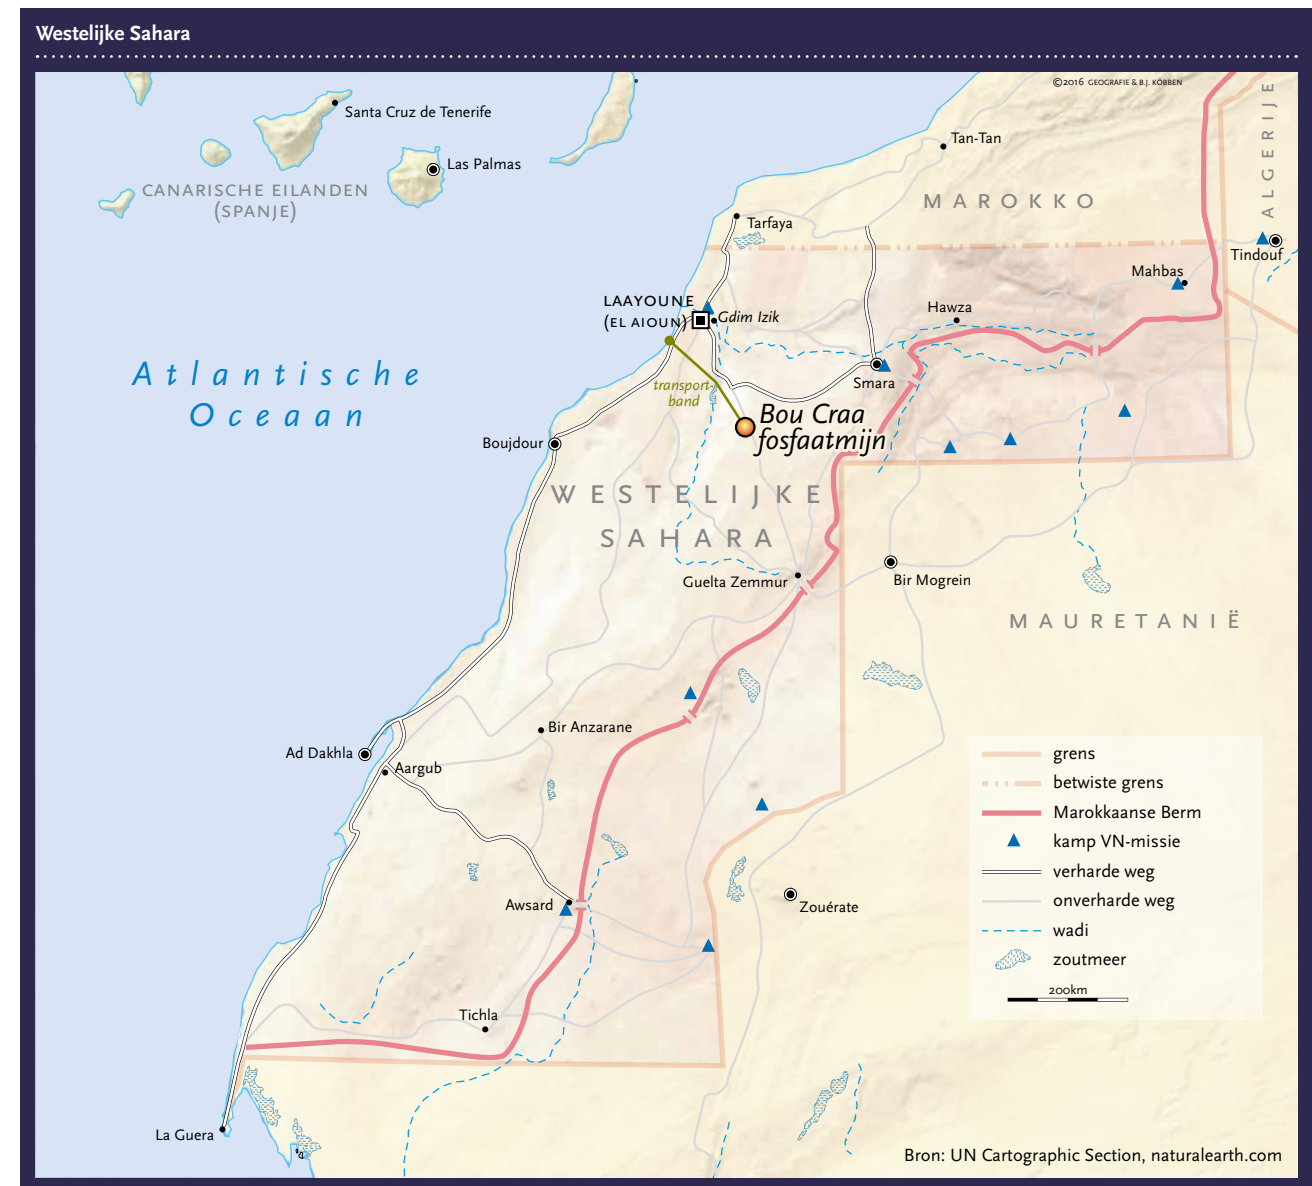 Westelijke Sahara
©2016 GEOGRAFIE & B.J. KÖBBEN
ALGERIJE
Santa Cruz de Tenerife
Tan-Tan
Las Palmas
CANARISCHE EILANDEN
(SPANJE)
MAROKKO
Tarfaya
Tindouf
Mahbas
LAAYOUNE
(EL AIOUN)
Gdim Izik
Hawza
Atlantische
Oceaan
transport-
band
Smara
Bou Craa
fosfaatmijn
Boujdour
WESTELIJKE
SAHARA
Guelta Zemmur
Bir Mogrein
MAURETANIË
Bir Anzarane
Ad Dakhla
Aargub
grens
betwiste grens
Marokkaanse Berm
kamp VN-missie
verharde weg
onverharde weg
wadi
zoutmeer
200km
Awsard
Zouérate
Tichla
La Guera
Bron: UN Cartographic Section, naturalearth.com